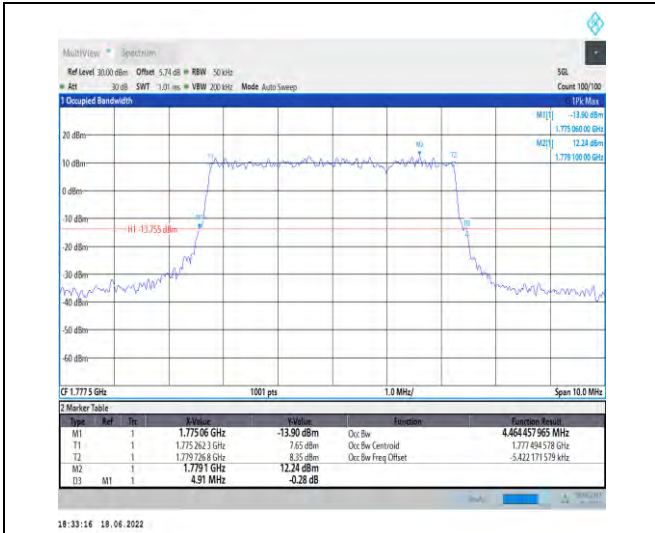 MultiView Spectrum
Ref Level 30.00 dBm Offset 5.74 dB RBW 50 kHz SGL
Att 30 dB SWT 1.01 ms VBW 200 kHz Mode Auto Sweep Count 100/100
1 Occupied Bandwidth 1Pk Max
M1[1] -13.90 dBm
1.775 060 00 GHz
M2[1] 12.24 dBm
1.779 100 00 GHz
20 dBm
M2
T1 T2
10 dBm
0 dBm
-10 dBm
H1 -13.755 dBm
-20 dBm
-30 dBm
-40 dBm
-50 dBm
-60 dBm
CF 1.777 5 GHz 1001 pts 1.0 MHz/ Span 10.0 MHz
2 Marker Table
Type Ref Trc X-Value Y-Value Function Function Result
M1 1 1.775 06 GHz -13.90 dBm Occ Bw 4.464 457 965 MHz
T1 1 1.775 262 3 GHz 7.65 dBm Occ Bw Centroid 1.777 494 578 GHz
T2 1 1.779 726 8 GHz 8.35 dBm Occ Bw Freq Offset -5.422 171 579 kHz
M2 1 1.779 1 GHz 12.24 dBm
D3 M1 1 4.91 MHz -0.28 dB
18:33:16 18.06.2022